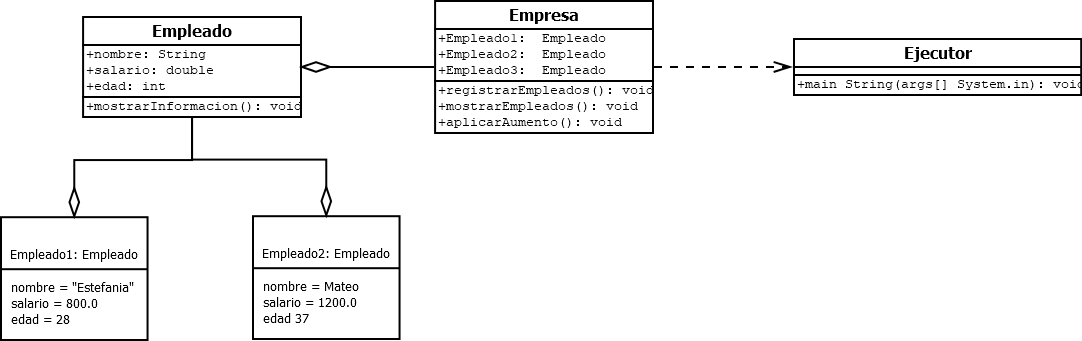 Empleado
+nombre: String
+salario: double
+edad: int
+mostrarInformacion(): void
Empresa
+Empleado1: Empleado
+Empleado2: Empleado
+Empleado3: Empleado
+registrarEmpleados(): void
+mostrarEmpleados(): void
+aplicarAumento(): void
Ejecutor
+main String(args[] System.in): void
Empleado1: Empleado
nombre = "Estefania"
salario = 800.0
edad = 28
Empleado2: Empleado
nombre = Mateo
salario = 1200.0
edad 37